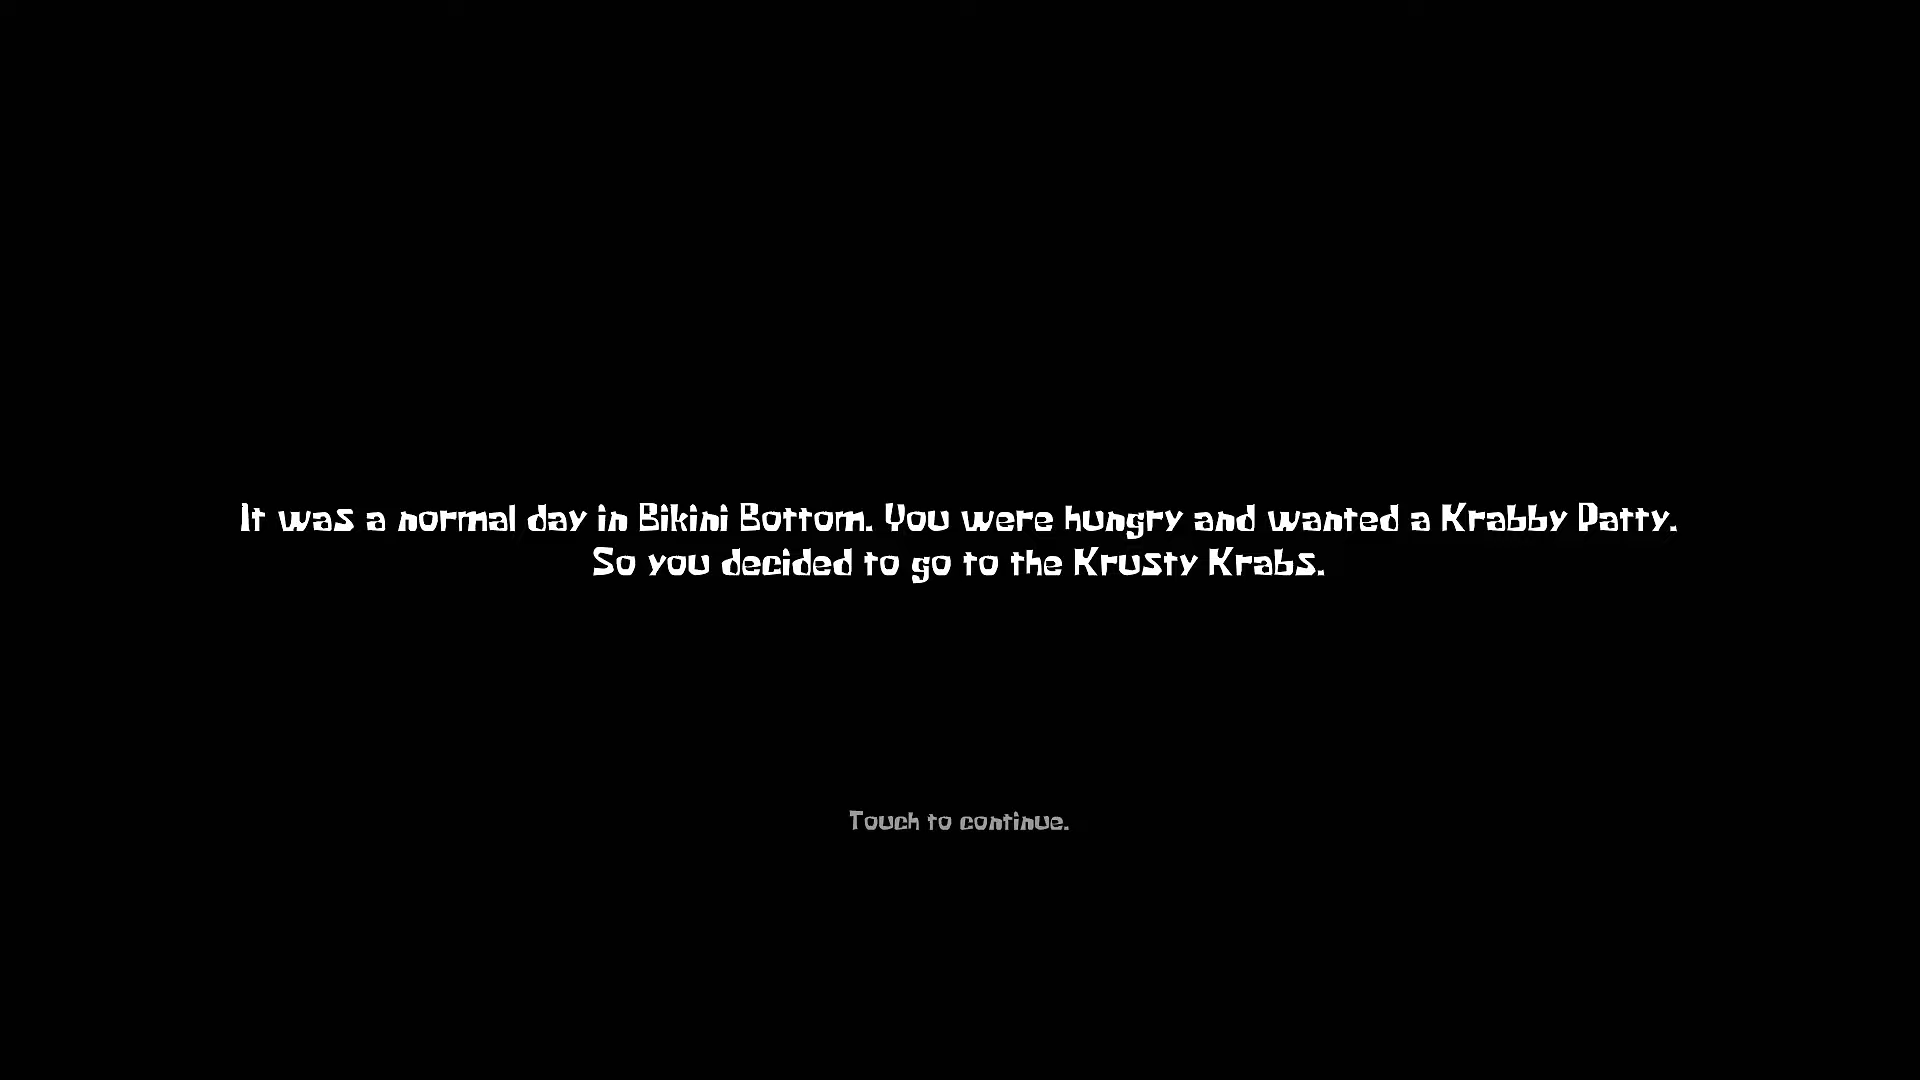 It was a normal day in Bikini Bottom. You were hungry and wanted a Krabby Patty.
So you decided to go to the Krusty Krabs.
Touch to continue.